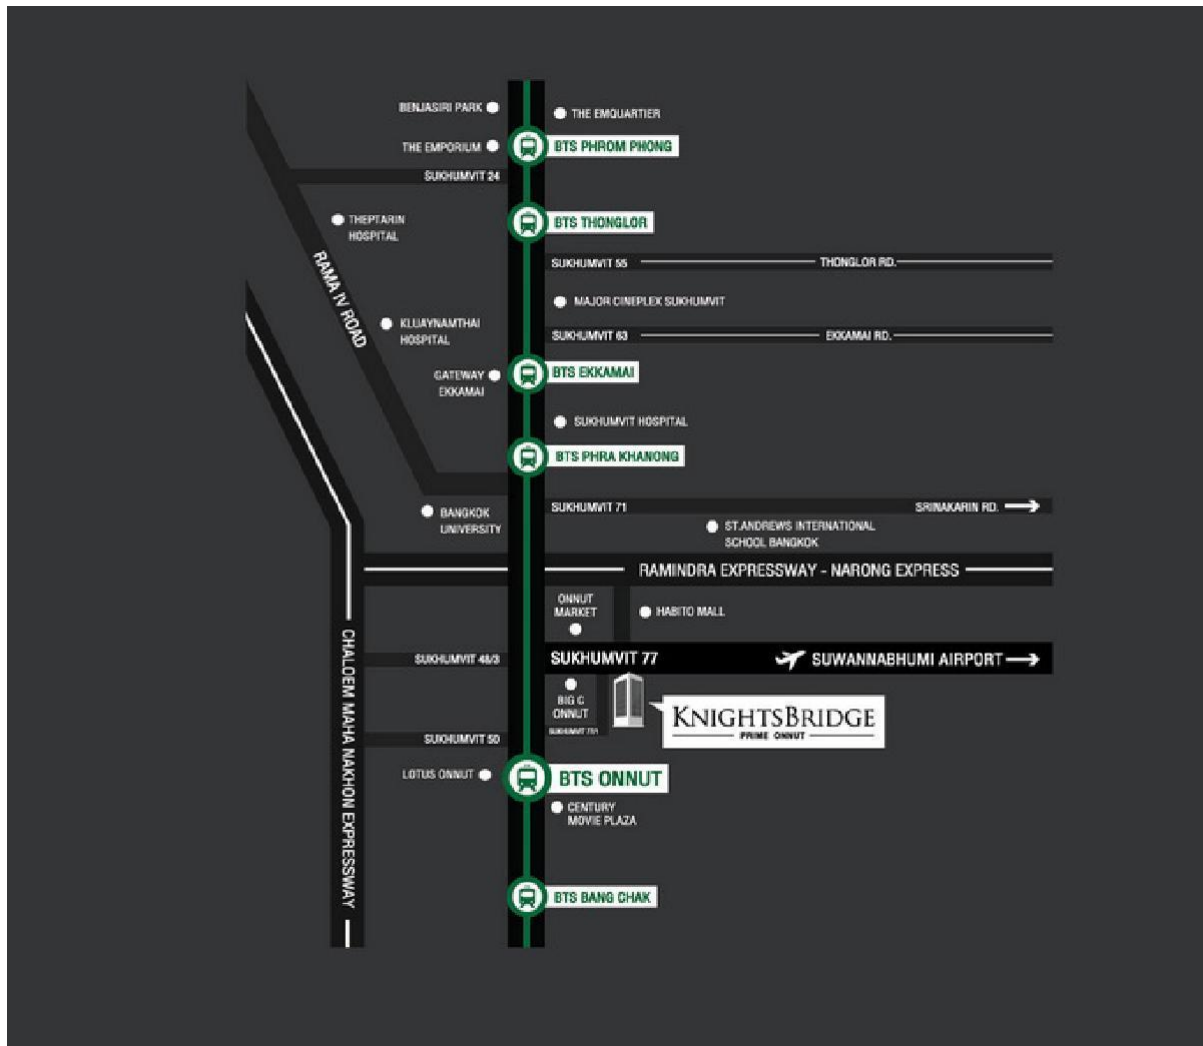 BENJASIRI PARK
THE EMQUARTIER
THE EMPORIUM
BTS PHROM PHONG
SUKHUMVIT 24
THEPTARIN
HOSPITAL
BTS THONGLOR
RAMA IV ROAD
SUKHUMVIT 55
THONGLOR RD.
MAJOR CINEPLEX SUKHUMVIT
KLUAYNAMTHAI
HOSPITAL
SUKHUMVIT 63
EKKAMAI RD.
GATEWAY
EKKAMAI
BTS EKKAMAI
SUKHUMVIT HOSPITAL
BTS PHRA KHANONG
BANGKOK
UNIVERSITY
SUKHUMVIT 71
SRINAKARIN RD.
ST.ANDREWS INTERNATIONAL
SCHOOL BANGKOK
RAMINDRA EXPRESSWAY - NARONG EXPRESS
ONNUT
MARKET
HABITO MALL
CHALOEM MAHA NAKHON EXPRESSWAY
SUKHUMVIT 48/3
SUKHUMVIT 77
SUWANNABHUMI AIRPORT
BIG C
ONNUT
KNIGHTSBRIDGE
PRIME ONNUT
SUKHUMVIT 50
LOTUS ONNUT
BTS ONNUT
CENTURY
MOVIE PLAZA
BTS BANG CHAK